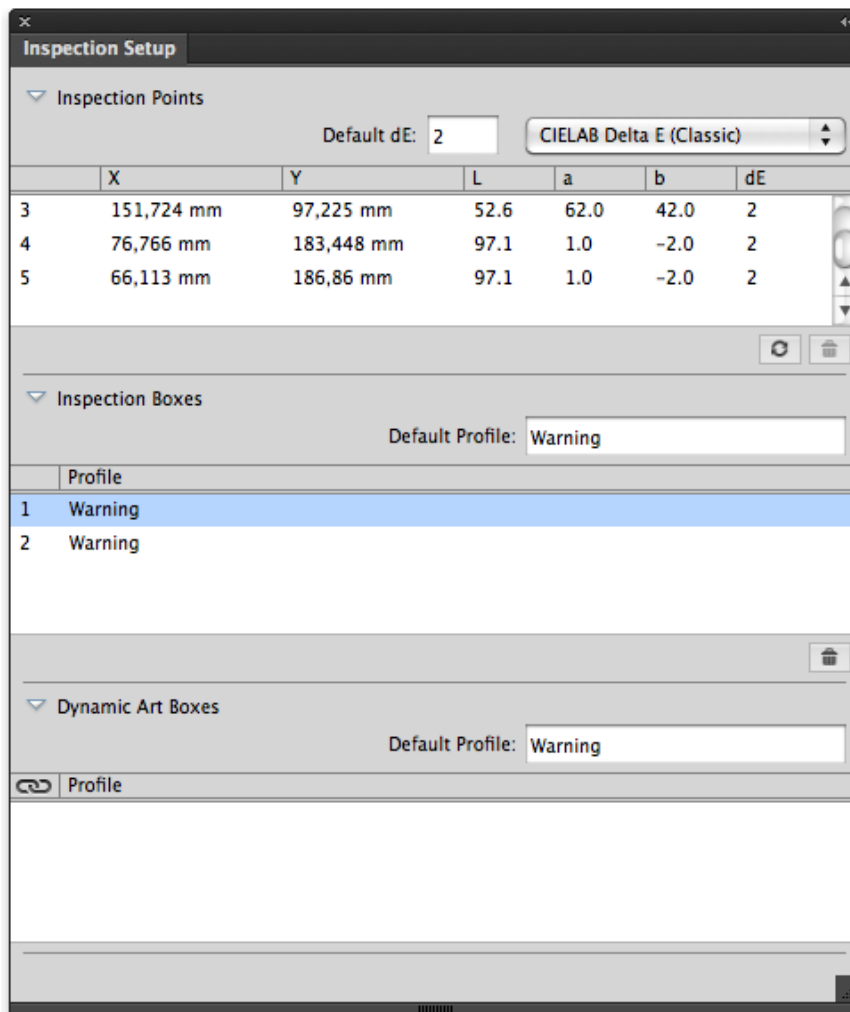 Inspection Setup
Inspection Points
Default dE: 2 CIELAB Delta E (Classic)
X Y L a b dE
3 151,724 mm 97,225 mm 52.6 62.0 42.0 2
4 76,766 mm 183,448 mm 97.1 1.0 -2.0 2
5 66,113 mm 186,86 mm 97.1 1.0 -2.0 2
Inspection Boxes
Default Profile: Warning
Profile
1 Warning
2 Warning
Dynamic Art Boxes
Default Profile: Warning
Profile